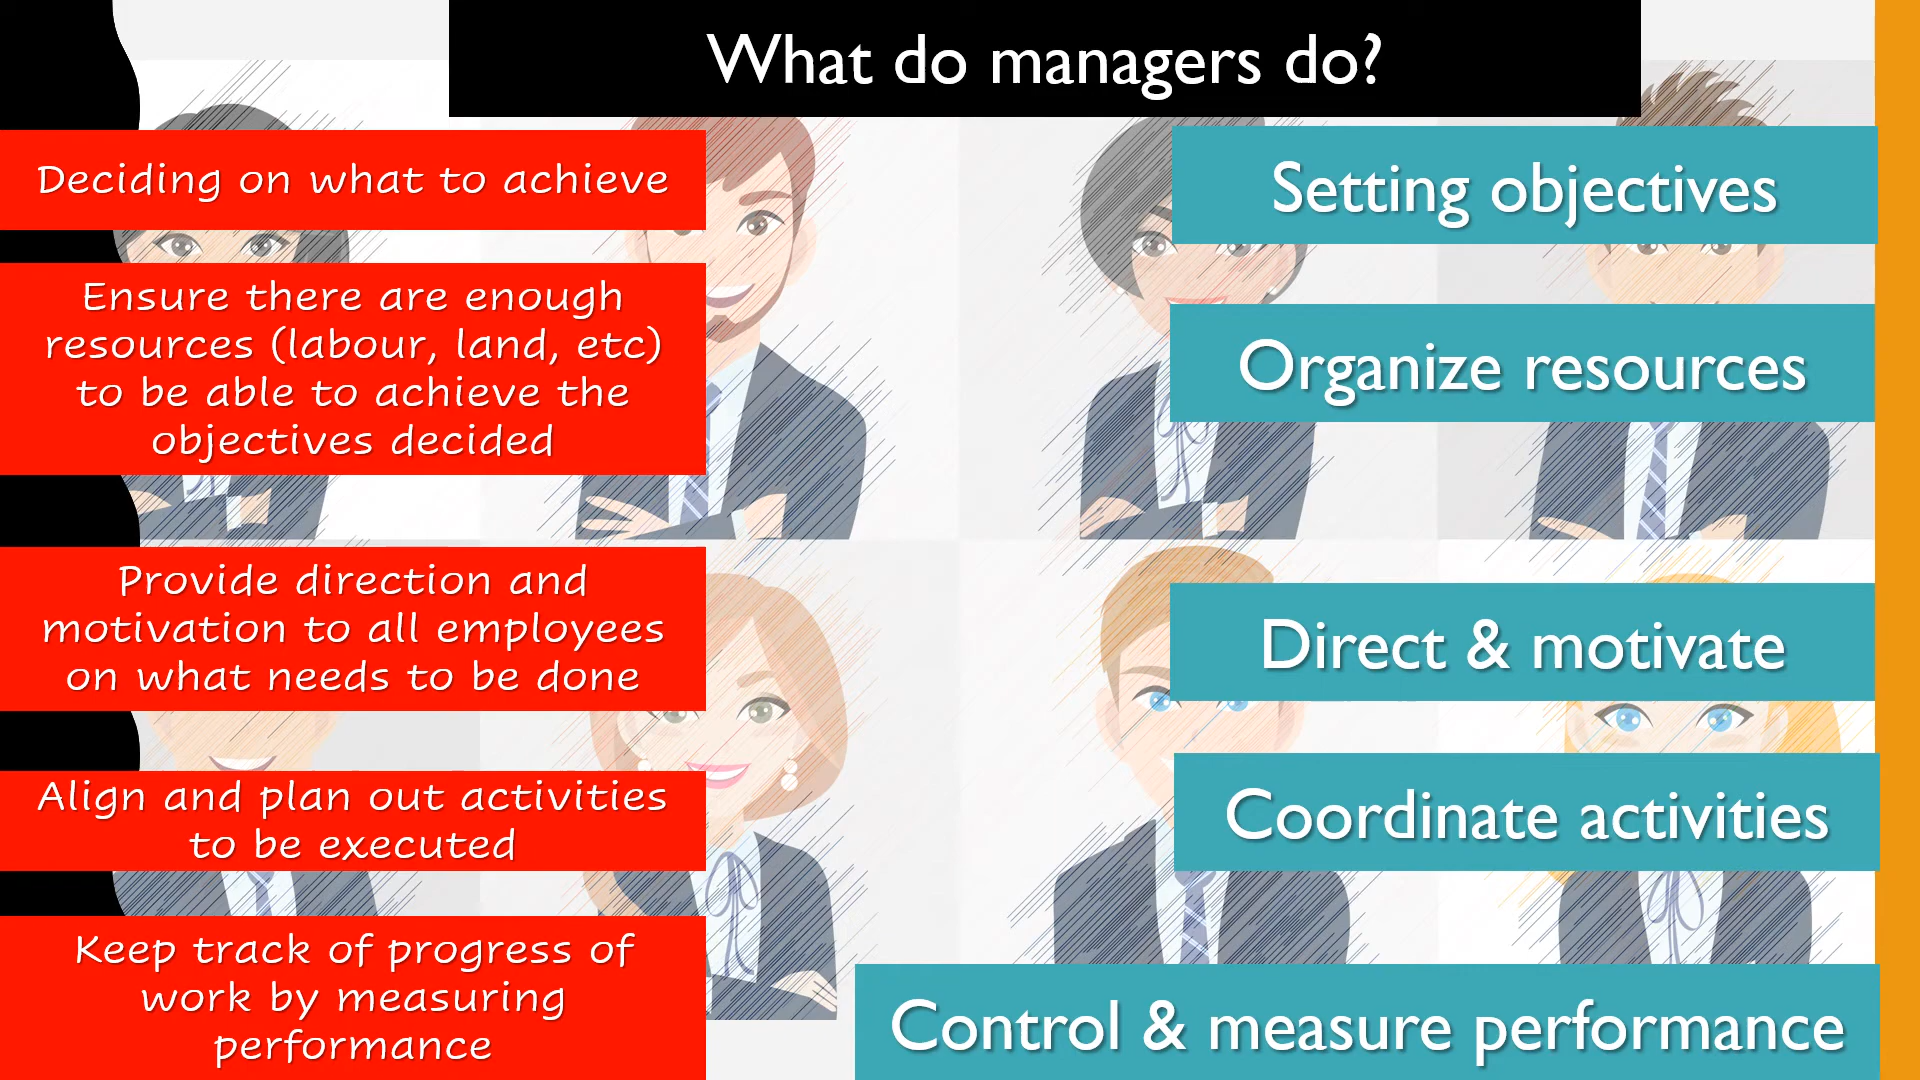 What do managers do?
Deciding on what to achieve
Setting objectives
Ensure there are enough
resources (labour, land, etc)
to be able to achieve the
objectives decided
Organize resources
Provide direction and
motivation to all employees
on what needs to be done
Direct & motivate
Align and plan out activities
to be executed
Coordinate activities
Keep track of progress of
work by measuring
performance
Control & measure performance